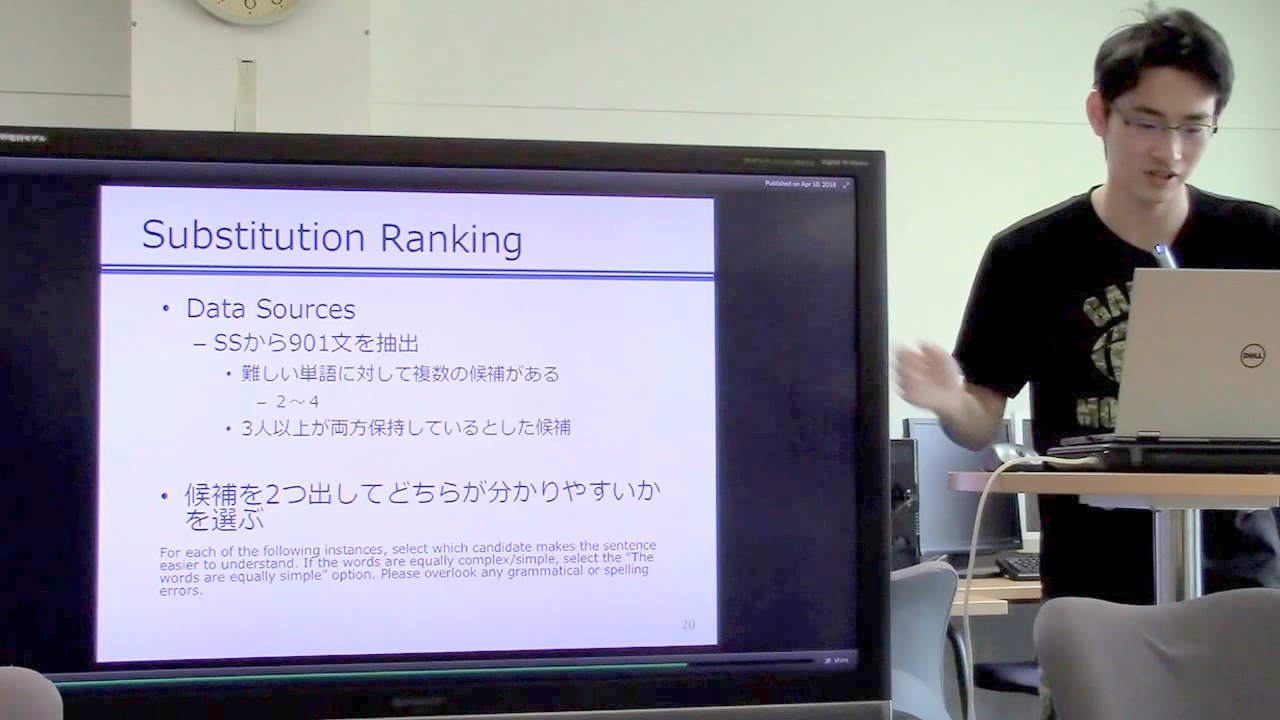 Published on Apr 10, 2018
Substitution Ranking
• Data Sources
– SSから901文を抽出
• 難しい単語に対して複数の候補がある
– 2～4
• 3人以上が両方保持しているとした候補
• 候補を2つ出してどちらが分かりやすいか
を選ぶ
For each of the following instances, select which candidate makes the sentence
easier to understand. If the words are equally complex/simple, select the "The
words are equally simple" option. Please overlook any grammatical or spelling
errors.
20
share
DELL